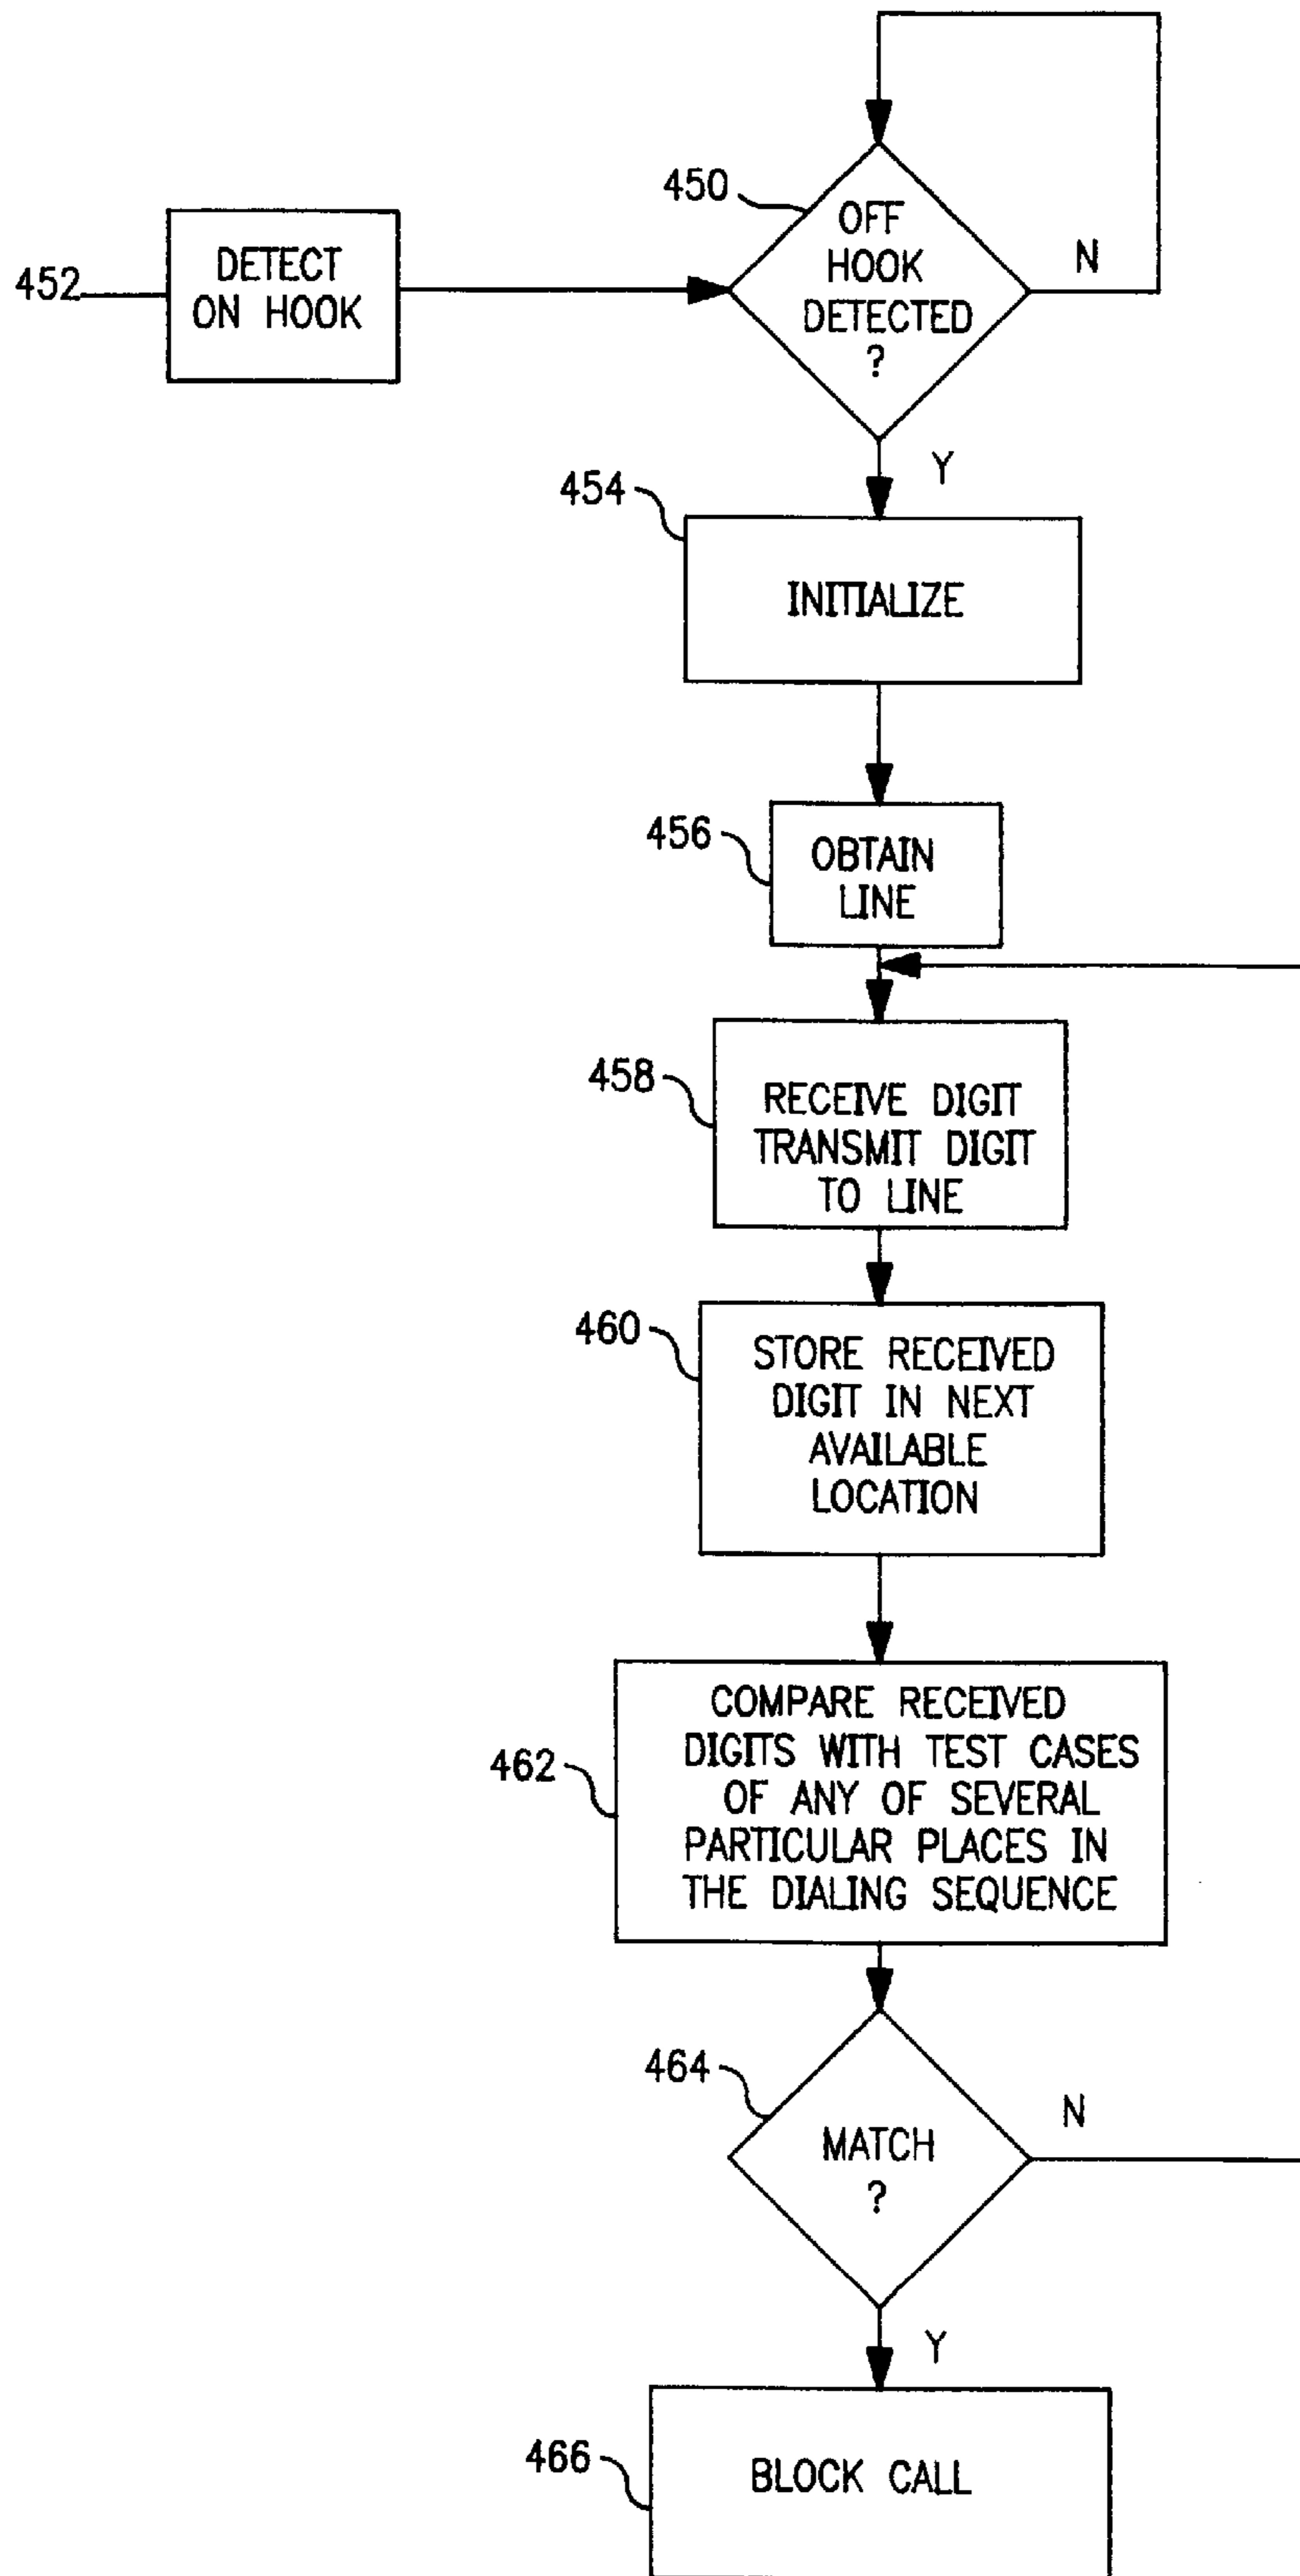 450
OFF
HOOK
DETECTED
?
N
452
DETECT
ON HOOK
Y
454
INITIALIZE
456
OBTAIN
LINE
458
RECEIVE DIGIT
TRANSMIT DIGIT
TO LINE
460
STORE RECEIVED
DIGIT IN NEXT
AVAILABLE
LOCATION
462
COMPARE RECEIVED
DIGITS WITH TEST CASES
OF ANY OF SEVERAL
PARTICULAR PLACES IN
THE DIALING SEQUENCE
464
MATCH
?
N
Y
466
BLOCK CALL